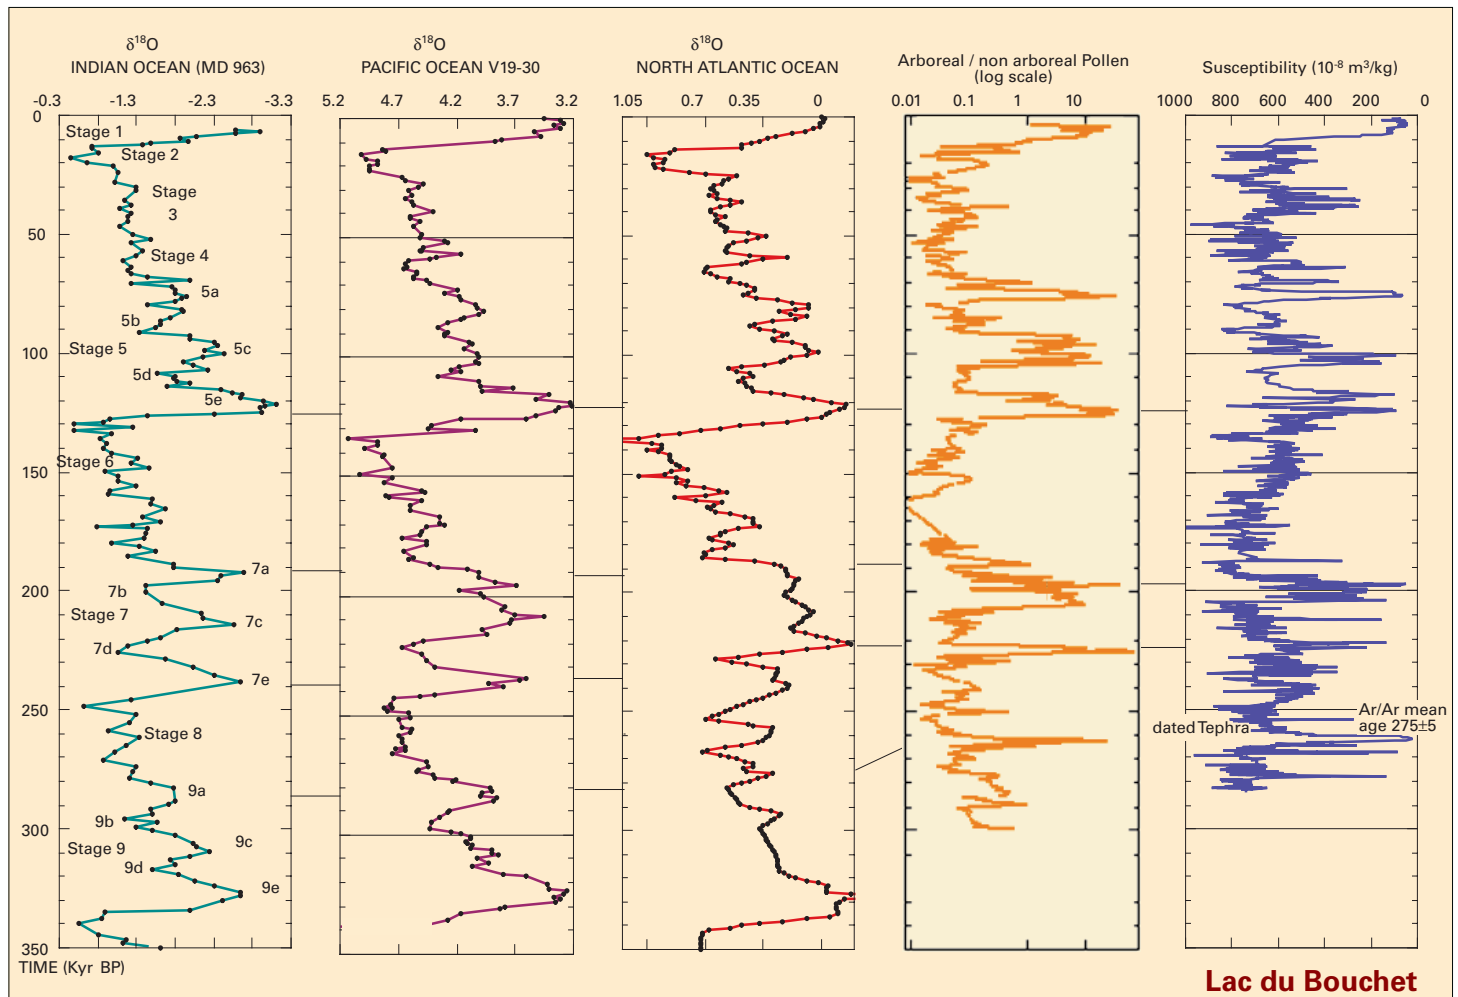 δ¹⁸O
INDIAN OCEAN (MD 963)
-0.3 -1.3 -2.3 -3.3
δ¹⁸O
PACIFIC OCEAN V19-30
5.2 4.7 4.2 3.7 3.2
δ¹⁸O
NORTH ATLANTIC OCEAN
1.05 0.7 0.35 0
Arboreal / non arboreal Pollen
(log scale)
0.01 0.1 1 10
Susceptibility (10⁻⁸ m³/kg)
1000 800 600 400 200 0
0
Stage 1
Stage 2
Stage
3
50
Stage 4
5a
5b
Stage 5
100
5c
5d
5e
Stage 6
150
7a
7b
200
Stage 7
7c
7d
7e
250
Stage 8
9a
9b
300
Stage 9
9c
9d
9e
350
TIME (Kyr BP)
dated Tephra
Ar/Ar mean
age 275±5
Lac du Bouchet